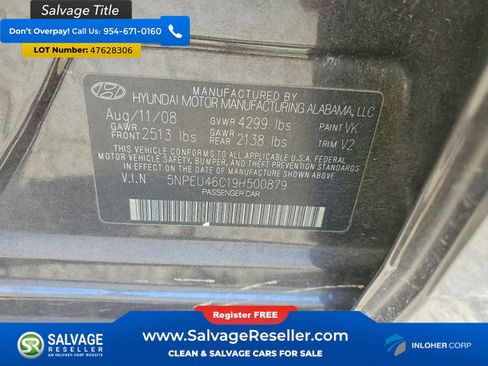 Salvage Title
Don't Overpay! Call Us: 954-671-0160
LOT Number: 47628306
MANUFACTURED BY
HYUNDAI MOTOR MANUFACTURING ALABAMA, LLC
Aug/11/08 GVWR 4299 lbs PAINT VK
GAWR FRONT 2513 lbs GAWR REAR 2138 lbs TRIM V2
THIS VEHICLE CONFORMS TO ALL APPLICABLE U.S.A. FEDERAL
MOTOR VEHICLE SAFETY, BUMPER, AND THEFT PREVENTION
STANDARDS IN EFFECT ON THE DATE OF MANUFACTURE SHOWN ABOVE.
V.I.N 5NPEU46C19H500879
PASSENGER CAR
Register FREE
SALVAGE
RESELLER
AN INLOHER CORP WEBSITE
www.SalvageReseller.com
CLEAN & SALVAGE CARS FOR SALE
INLOHER CORP